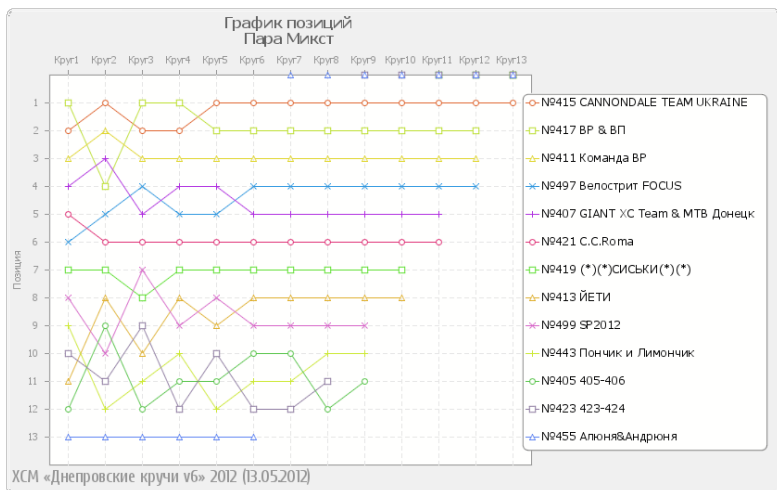 График позиций
Пара Микст
Круг1 Круг2 Круг3 Круг4 Круг5 Круг6 Круг7 Круг8 Круг9 Круг10 Круг11 Круг12 Круг13
Позиция
1
2
3
4
5
6
7
8
9
10
11
12
13
№415 CANNONDALE TEAM UKRAINE
№417 ВР & ВП
№411 Команда ВР
№497 Велострит FOCUS
№407 GIANT XC Team & МТВ Донецк
№421 C.C.Roma
№419 (*)(*)СИСЬКИ(*)(*)
№413 ЙЕТИ
№499 SP2012
№443 Пончик и Лимончик
№405 405-406
№423 423-424
№455 Алюня&Андрюня
ХСМ «Днепровские кручи v6» 2012 (13.05.2012)